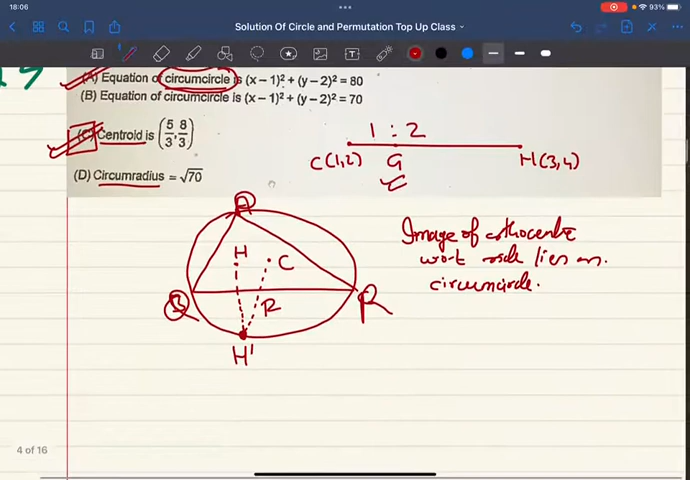 18:06
93%
Solution Of Circle and Permutation Top Up Class
(A) Equation of circumcircle is (x – 1)² + (y – 2)² = 80
(B) Equation of circumcircle is (x – 1)² + (y – 2)² = 70
(C) Centroid is (5/3, 8/3)
1 : 2
C(1,2) G H(3,4)
(D) Circumradius = √70
A
H
C
Image of orthocentre
lies on
circumcircle.
R
H'
4 of 16